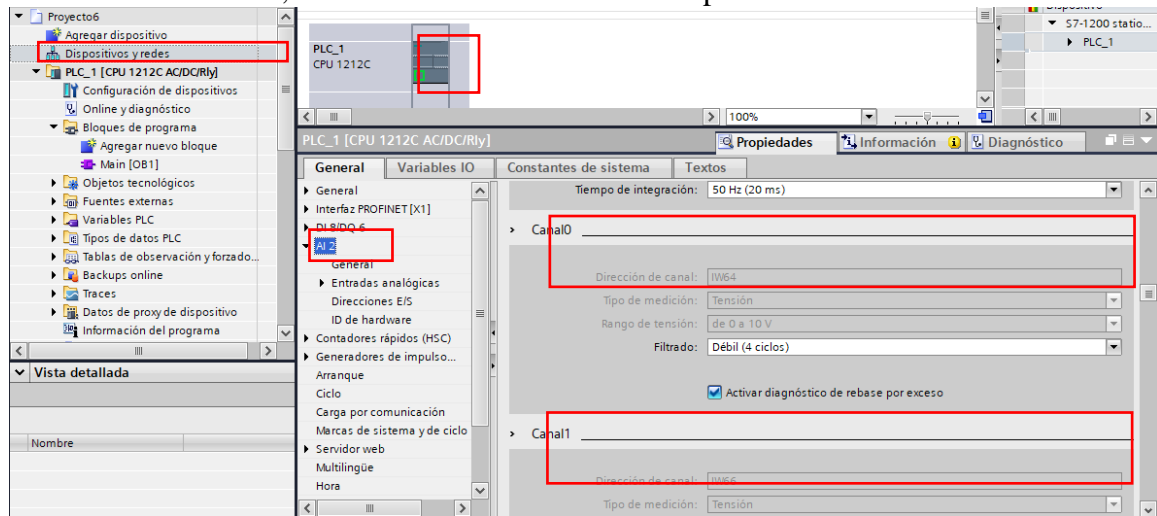 Proyecto6
Agregar dispositivo
Dispositivos y redes
PLC_1 [CPU 1212C AC/DC/Rly]
Configuración de dispositivos
Online y diagnóstico
Bloques de programa
Agregar nuevo bloque
Main [OB1]
Objetos tecnológicos
Fuentes externas
Variables PLC
Tipos de datos PLC
Tablas de observación y forzado...
Backups online
Traces
Datos de proxy de dispositivo
Información del programa
Vista detallada
Nombre
PLC_1
CPU 1212C
100%
S7-1200 statio...
PLC_1
PLC_1 [CPU 1212C AC/DC/Rly]
Propiedades
Información
Diagnóstico
General
Variables IO
Constantes de sistema
Textos
General
Interfaz PROFINET [X1]
DI 8/DQ 6
AI 2
General
Entradas analógicas
Direcciones E/S
ID de hardware
Contadores rápidos (HSC)
Generadores de impulso...
Arranque
Ciclo
Carga por comunicación
Marcas de sistema y de ciclo
Servidor web
Multilingüe
Hora
Tiempo de integración: 50 Hz (20 ms)
Canal0
Dirección de canal: IW64
Tipo de medición: Tensión
Rango de tensión: de 0 a 10 V
Filtrado: Débil (4 ciclos)
Activar diagnóstico de rebase por exceso
Canal1
Dirección de canal: IW66
Tipo de medición: Tensión